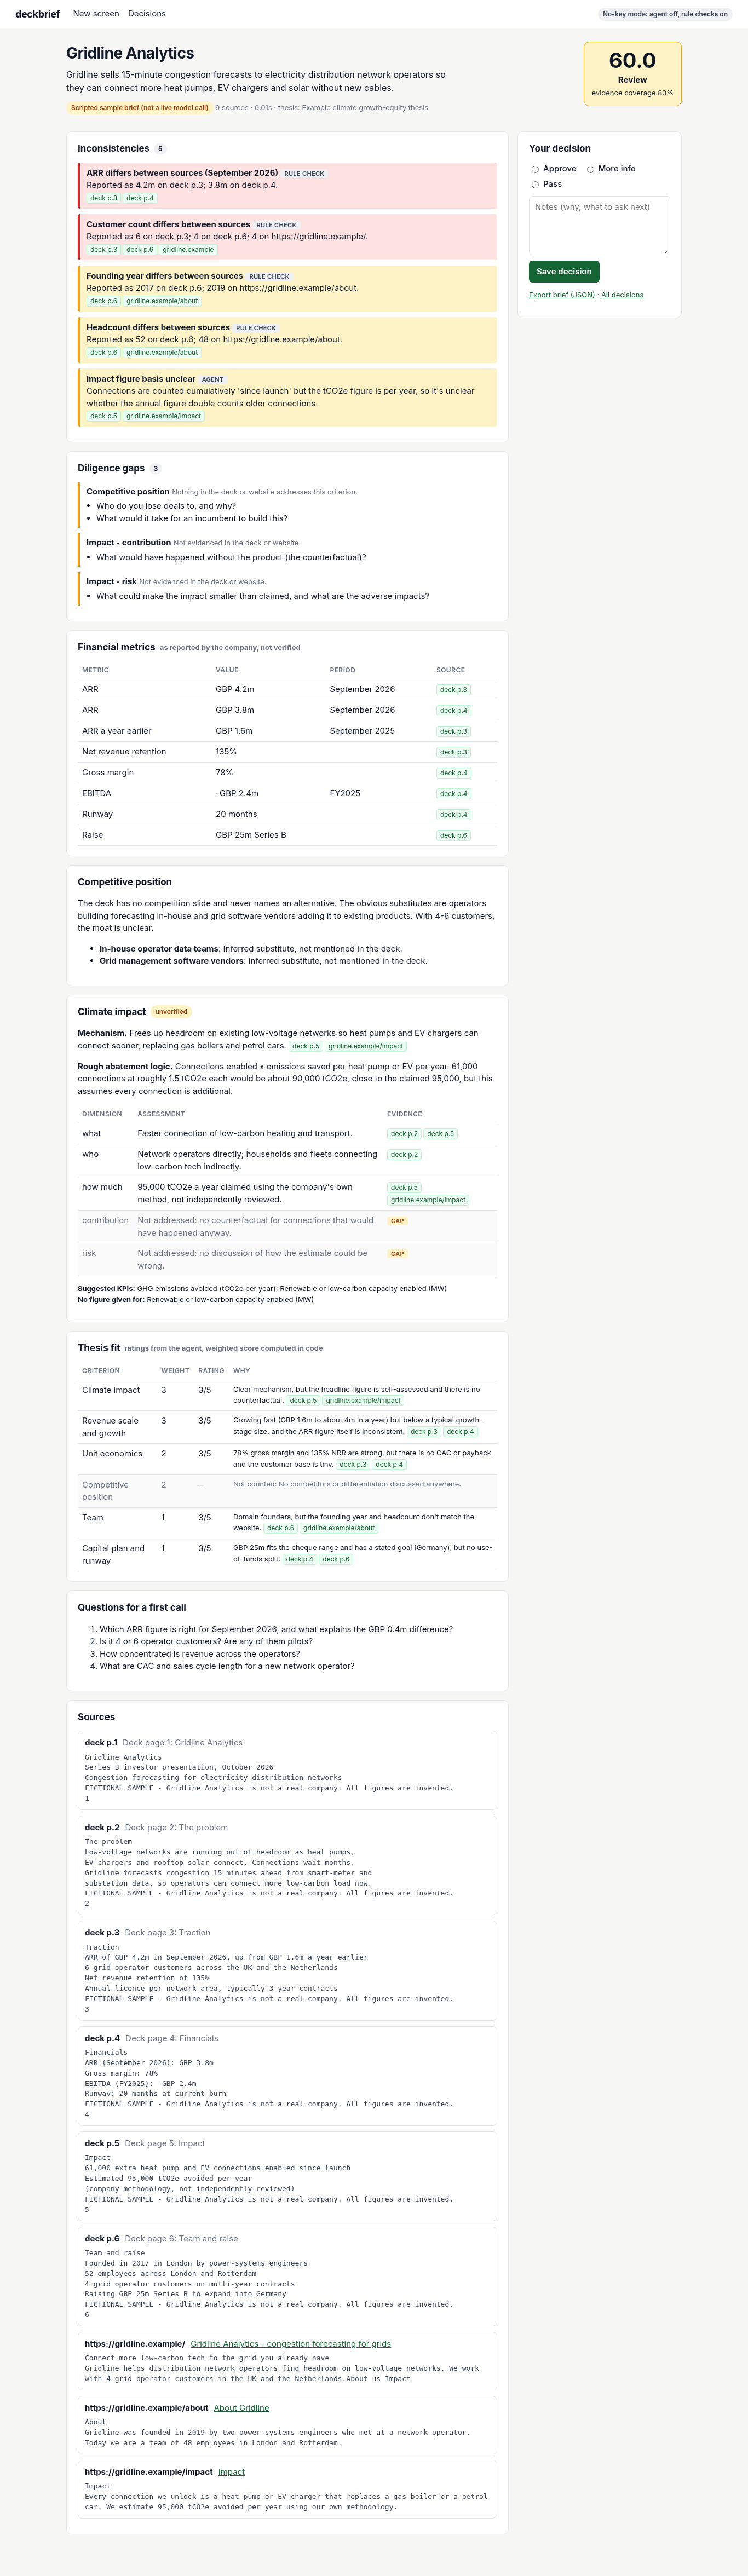 deckbrief New screen Decisions No-key mode: agent off, rule checks on
Gridline Analytics
Gridline sells 15-minute congestion forecasts to electricity distribution network operators so
they can connect more heat pumps, EV chargers and solar without new cables.
Scripted sample brief (not a live model call) 9 sources · 0.01s · thesis: Example climate growth-equity thesis
60.0
Review
evidence coverage 83%
Inconsistencies 5
ARR differs between sources (September 2026) RULE CHECK
Reported as 4.2m on deck p.3; 3.8m on deck p.4.
deck p.3 deck p.4
Customer count differs between sources RULE CHECK
Reported as 6 on deck p.3; 4 on deck p.6; 4 on https://gridline.example/.
deck p.3 deck p.6 gridline.example
Founding year differs between sources RULE CHECK
Reported as 2017 on deck p.6; 2019 on https://gridline.example/about.
deck p.6 gridline.example/about
Headcount differs between sources RULE CHECK
Reported as 52 on deck p.6; 48 on https://gridline.example/about.
deck p.6 gridline.example/about
Impact figure basis unclear AGENT
Connections are counted cumulatively 'since launch' but the tCO2e figure is per year, so it's unclear
whether the annual figure double counts older connections.
deck p.5 gridline.example/impact
Your decision
Approve More info
Pass
Notes (why, what to ask next)
Save decision
Export brief (JSON) · All decisions
Diligence gaps 3
Competitive position Nothing in the deck or website addresses this criterion.
• Who do you lose deals to, and why?
• What would it take for an incumbent to build this?
Impact - contribution Not evidenced in the deck or website.
• What would have happened without the product (the counterfactual)?
Impact - risk Not evidenced in the deck or website.
• What could make the impact smaller than claimed, and what are the adverse impacts?
Financial metrics as reported by the company, not verified
METRIC VALUE PERIOD SOURCE
ARR GBP 4.2m September 2026 deck p.3
ARR GBP 3.8m September 2026 deck p.4
ARR a year earlier GBP 1.6m September 2025 deck p.3
Net revenue retention 135% deck p.3
Gross margin 78% deck p.4
EBITDA -GBP 2.4m FY2025 deck p.4
Runway 20 months deck p.4
Raise GBP 25m Series B deck p.6
Competitive position
The deck has no competition slide and never names an alternative. The obvious substitutes are operators
building forecasting in-house and grid software vendors adding it to existing products. With 4-6 customers,
the moat is unclear.
• In-house operator data teams: Inferred substitute, not mentioned in the deck.
• Grid management software vendors: Inferred substitute, not mentioned in the deck.
Climate impact unverified
Mechanism. Frees up headroom on existing low-voltage networks so heat pumps and EV chargers can
connect sooner, replacing gas boilers and petrol cars. deck p.5 gridline.example/impact
Rough abatement logic. Connections enabled x emissions saved per heat pump or EV per year. 61,000
connections at roughly 1.5 tCO2e each would be about 90,000 tCO2e, close to the claimed 95,000, but this
assumes every connection is additional.
DIMENSION ASSESSMENT EVIDENCE
what Faster connection of low-carbon heating and transport. deck p.2 deck p.5
who Network operators directly; households and fleets connecting deck p.2
low-carbon tech indirectly.
how much 95,000 tCO2e a year claimed using the company's own deck p.5
method, not independently reviewed. gridline.example/impact
contribution Not addressed: no counterfactual for connections that would GAP
have happened anyway.
risk Not addressed: no discussion of how the estimate could be GAP
wrong.
Suggested KPIs: GHG emissions avoided (tCO2e per year); Renewable or low-carbon capacity enabled (MW)
No figure given for: Renewable or low-carbon capacity enabled (MW)
Thesis fit ratings from the agent, weighted score computed in code
CRITERION WEIGHT RATING WHY
Climate impact 3 3/5 Clear mechanism, but the headline figure is self-assessed and there is no
counterfactual. deck p.5 gridline.example/impact
Revenue scale 3 3/5 Growing fast (GBP 1.6m to about 4m in a year) but below a typical growth-
and growth stage size, and the ARR figure itself is inconsistent. deck p.3 deck p.4
Unit economics 2 3/5 78% gross margin and 135% NRR are strong, but there is no CAC or payback
and the customer base is tiny. deck p.3 deck p.4
Competitive 2 – Not counted: No competitors or differentiation discussed anywhere.
position
Team 1 3/5 Domain founders, but the founding year and headcount don't match the
website. deck p.6 gridline.example/about
Capital plan and 1 3/5 GBP 25m fits the cheque range and has a stated goal (Germany), but no use-
runway of-funds split. deck p.4 deck p.6
Questions for a first call
1. Which ARR figure is right for September 2026, and what explains the GBP 0.4m difference?
2. Is it 4 or 6 operator customers? Are any of them pilots?
3. How concentrated is revenue across the operators?
4. What are CAC and sales cycle length for a new network operator?
Sources
deck p.1 Deck page 1: Gridline Analytics
Gridline Analytics
Series B investor presentation, October 2026
Congestion forecasting for electricity distribution networks
FICTIONAL SAMPLE - Gridline Analytics is not a real company. All figures are invented.
1
deck p.2 Deck page 2: The problem
The problem
Low-voltage networks are running out of headroom as heat pumps,
EV chargers and rooftop solar connect. Connections wait months.
Gridline forecasts congestion 15 minutes ahead from smart-meter and
substation data, so operators can connect more low-carbon load now.
FICTIONAL SAMPLE - Gridline Analytics is not a real company. All figures are invented.
2
deck p.3 Deck page 3: Traction
Traction
ARR of GBP 4.2m in September 2026, up from GBP 1.6m a year earlier
6 grid operator customers across the UK and the Netherlands
Net revenue retention of 135%
Annual licence per network area, typically 3-year contracts
FICTIONAL SAMPLE - Gridline Analytics is not a real company. All figures are invented.
3
deck p.4 Deck page 4: Financials
Financials
ARR (September 2026): GBP 3.8m
Gross margin: 78%
EBITDA (FY2025): -GBP 2.4m
Runway: 20 months at current burn
FICTIONAL SAMPLE - Gridline Analytics is not a real company. All figures are invented.
4
deck p.5 Deck page 5: Impact
Impact
61,000 extra heat pump and EV connections enabled since launch
Estimated 95,000 tCO2e avoided per year
(company methodology, not independently reviewed)
FICTIONAL SAMPLE - Gridline Analytics is not a real company. All figures are invented.
5
deck p.6 Deck page 6: Team and raise
Team and raise
Founded in 2017 in London by power-systems engineers
52 employees across London and Rotterdam
4 grid operator customers on multi-year contracts
Raising GBP 25m Series B to expand into Germany
FICTIONAL SAMPLE - Gridline Analytics is not a real company. All figures are invented.
6
https://gridline.example/ Gridline Analytics - congestion forecasting for grids
Connect more low-carbon tech to the grid you already have
Gridline helps distribution network operators find headroom on low-voltage networks. We work
with 4 grid operator customers in the UK and the Netherlands.About us Impact
https://gridline.example/about About Gridline
About
Gridline was founded in 2019 by two power-systems engineers who met at a network operator.
Today we are a team of 48 employees in London and Rotterdam.
https://gridline.example/impact Impact
Impact
Every connection we unlock is a heat pump or EV charger that replaces a gas boiler or a petrol
car. We estimate 95,000 tCO2e avoided per year using our own methodology.